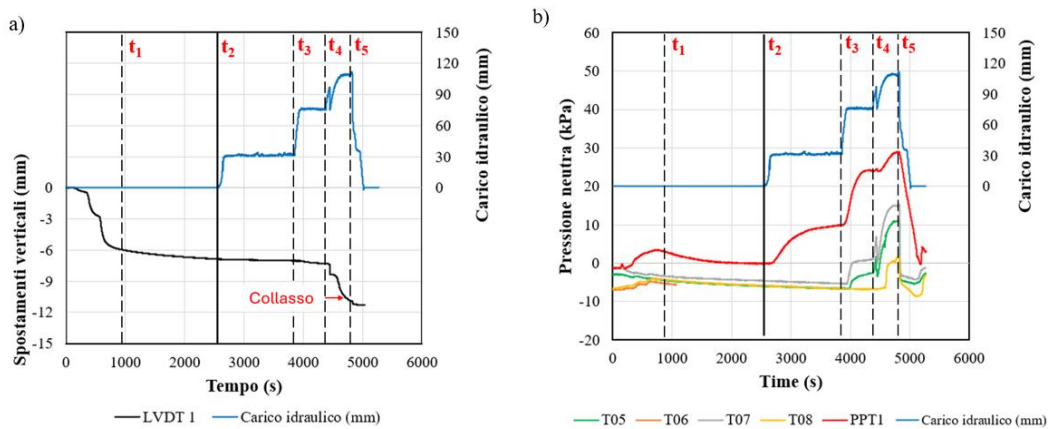 a)
t1 t2 t3 t4 t5
150
120
90
60
30
0
Carico idraulico (mm)
0
-3
-6
-9
-12
-15
Spostamenti verticali (mm)
Collasso
0 1000 2000 3000 4000 5000 6000
Tempo (s)
LVDT 1 Carico idraulico (mm)
b)
t1 t2 t3 t4 t5
60
50
40
30
20
10
0
-10
-20
Pressione neutra (kPa)
150
120
90
60
30
0
Carico idraulico (mm)
0 1000 2000 3000 4000 5000 6000
Time (s)
T05 T06 T07 T08 PPT1 Carico idraulico (mm)